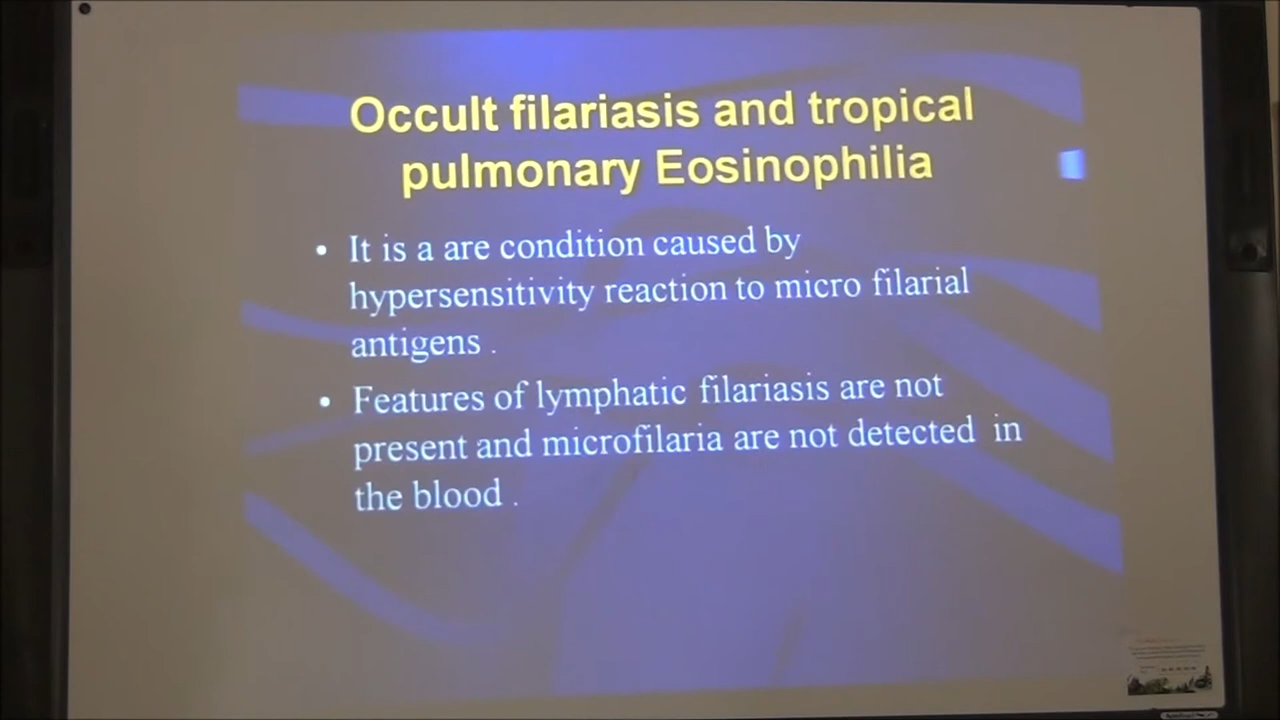 Occult filariasis and tropical
pulmonary Eosinophilia
• It is a are condition caused by
hypersensitivity reaction to micro filarial
antigens .
• Features of lymphatic filariasis are not
present and microfilaria are not detected in
the blood .